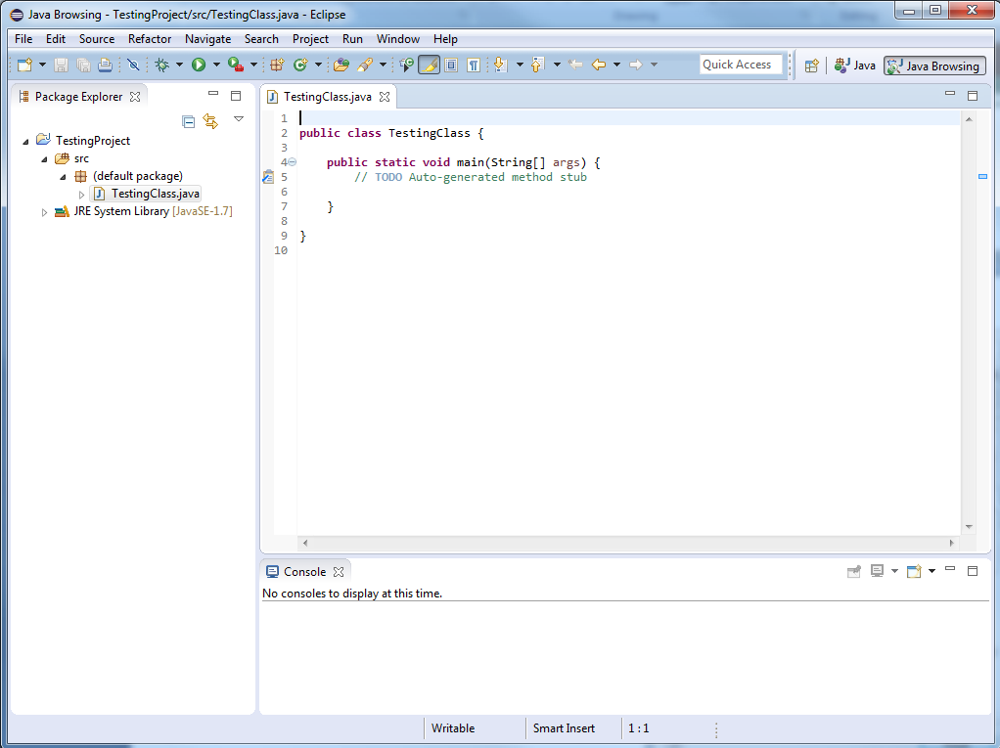 Java Browsing - TestingProject/src/TestingClass.java - Eclipse
File Edit Source Refactor Navigate Search Project Run Window Help
Quick Access
Java
Java Browsing
Package Explorer
TestingProject
src
(default package)
TestingClass.java
JRE System Library [JavaSE-1.7]
TestingClass.java
1
2 public class TestingClass {
3
4 public static void main(String[] args) {
5 // TODO Auto-generated method stub
6
7 }
8
9 }
10
Console
No consoles to display at this time.
Writable Smart Insert 1 : 1